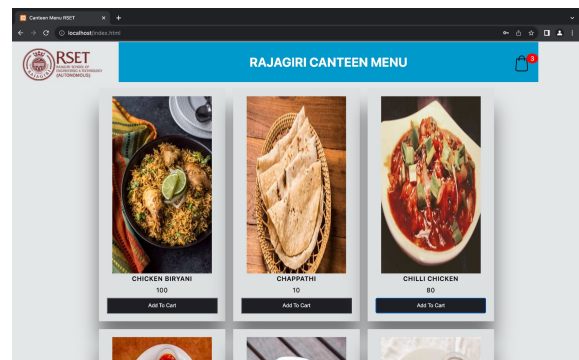 Canteen Menu RSET
localhost/index.html
RSET
RAJAGIRI SCHOOL OF
ENGINEERING & TECHNOLOGY
(AUTONOMOUS)
RAJAGIRI CANTEEN MENU
3
CHICKEN BIRYANI
100
Add To Cart
CHAPPATHI
10
Add To Cart
CHILLI CHICKEN
80
Add To Cart